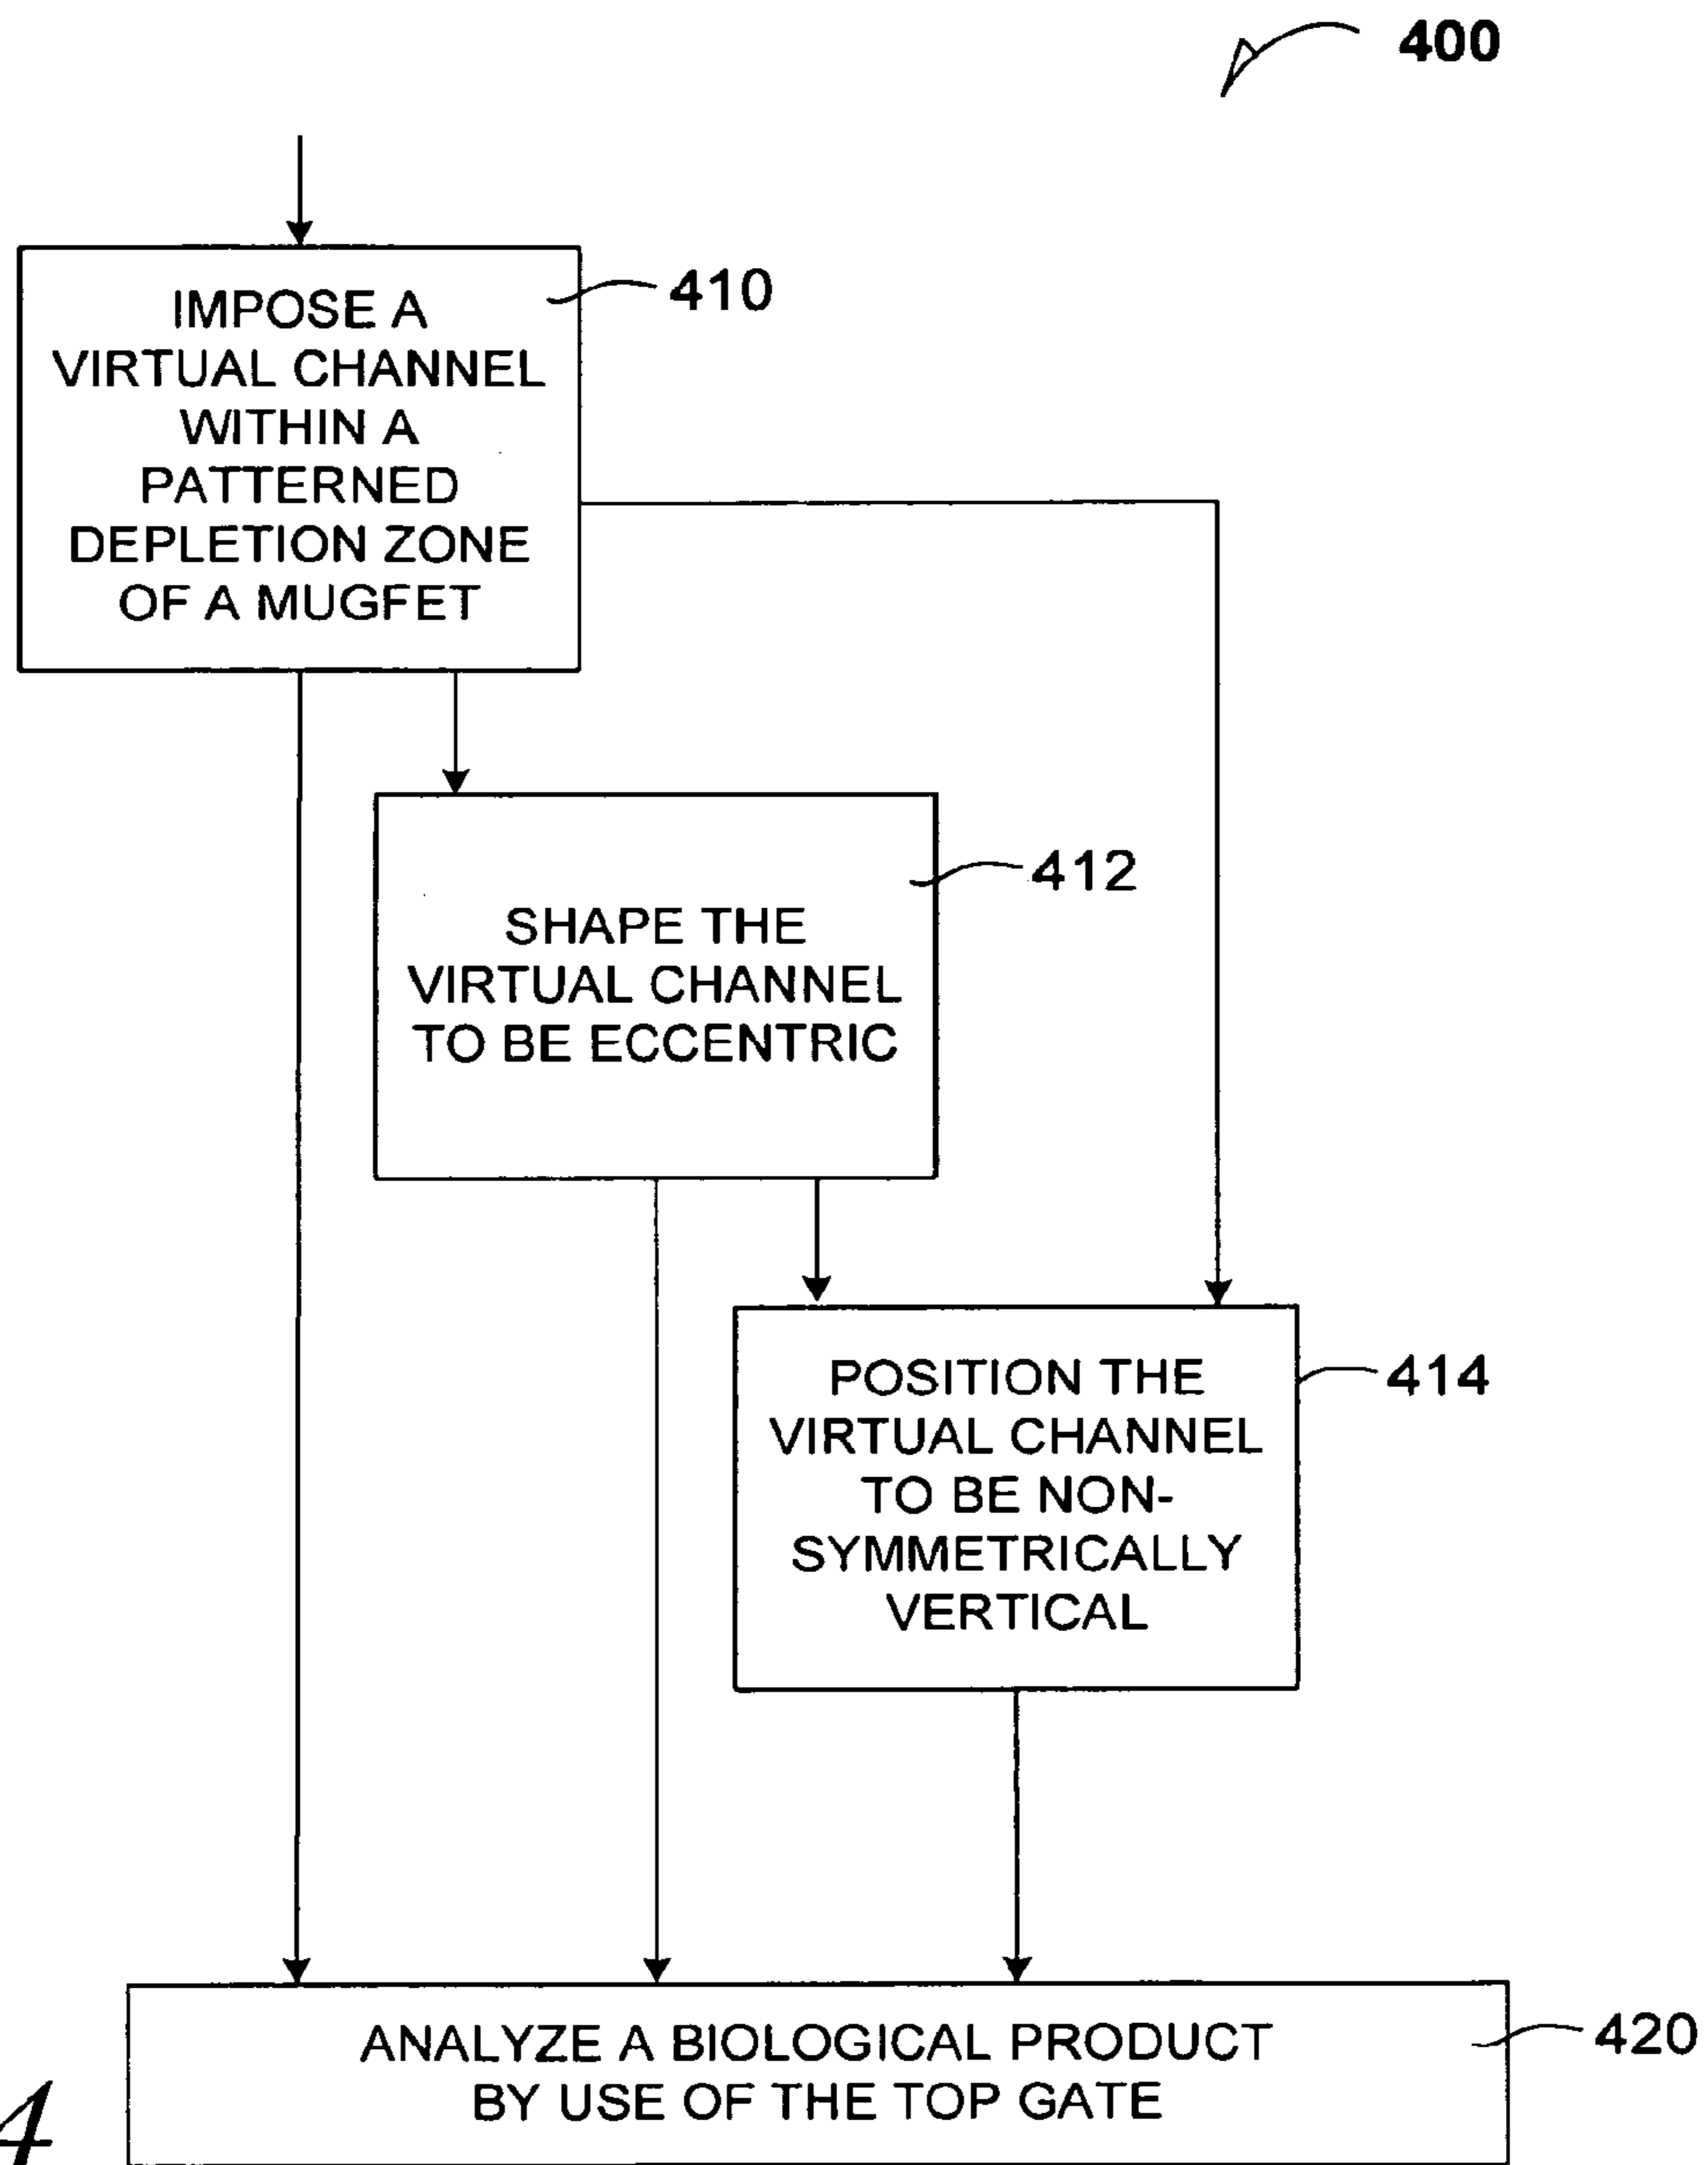 400
IMPOSE A
VIRTUAL CHANNEL
WITHIN A
PATTERNED
DEPLETION ZONE
OF A MUGFET
410
SHAPE THE
VIRTUAL CHANNEL
TO BE ECCENTRIC
412
POSITION THE
VIRTUAL CHANNEL
TO BE NON-
SYMMETRICALLY
VERTICAL
414
ANALYZE A BIOLOGICAL PRODUCT
BY USE OF THE TOP GATE
420
4